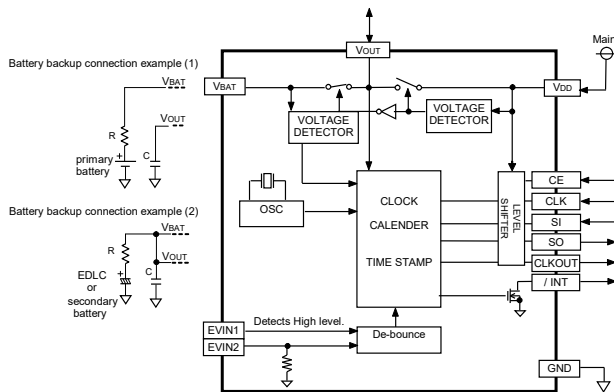 VOUT
Main
Battery backup connection example (1)
VBAT
VOUT
R
C
primary
battery
VBAT
VDD
VOLTAGE
DETECTOR
VOLTAGE
DETECTOR
OSC
CLOCK
CALENDER
TIME STAMP
LEVEL
SHIFTER
CE
CLK
SI
SO
CLKOUT
/ INT
Battery backup connection example (2)
VBAT
R
VOUT
C
EDLC
or
secondary
battery
EVIN1
Detects High level.
EVIN2
De-bounce
GND